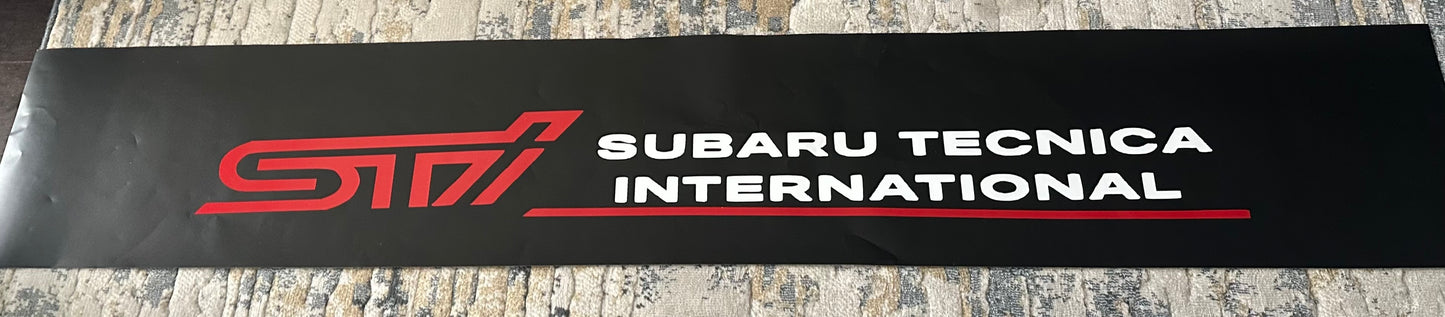 STi
SUBARU TECNICA
INTERNATIONAL